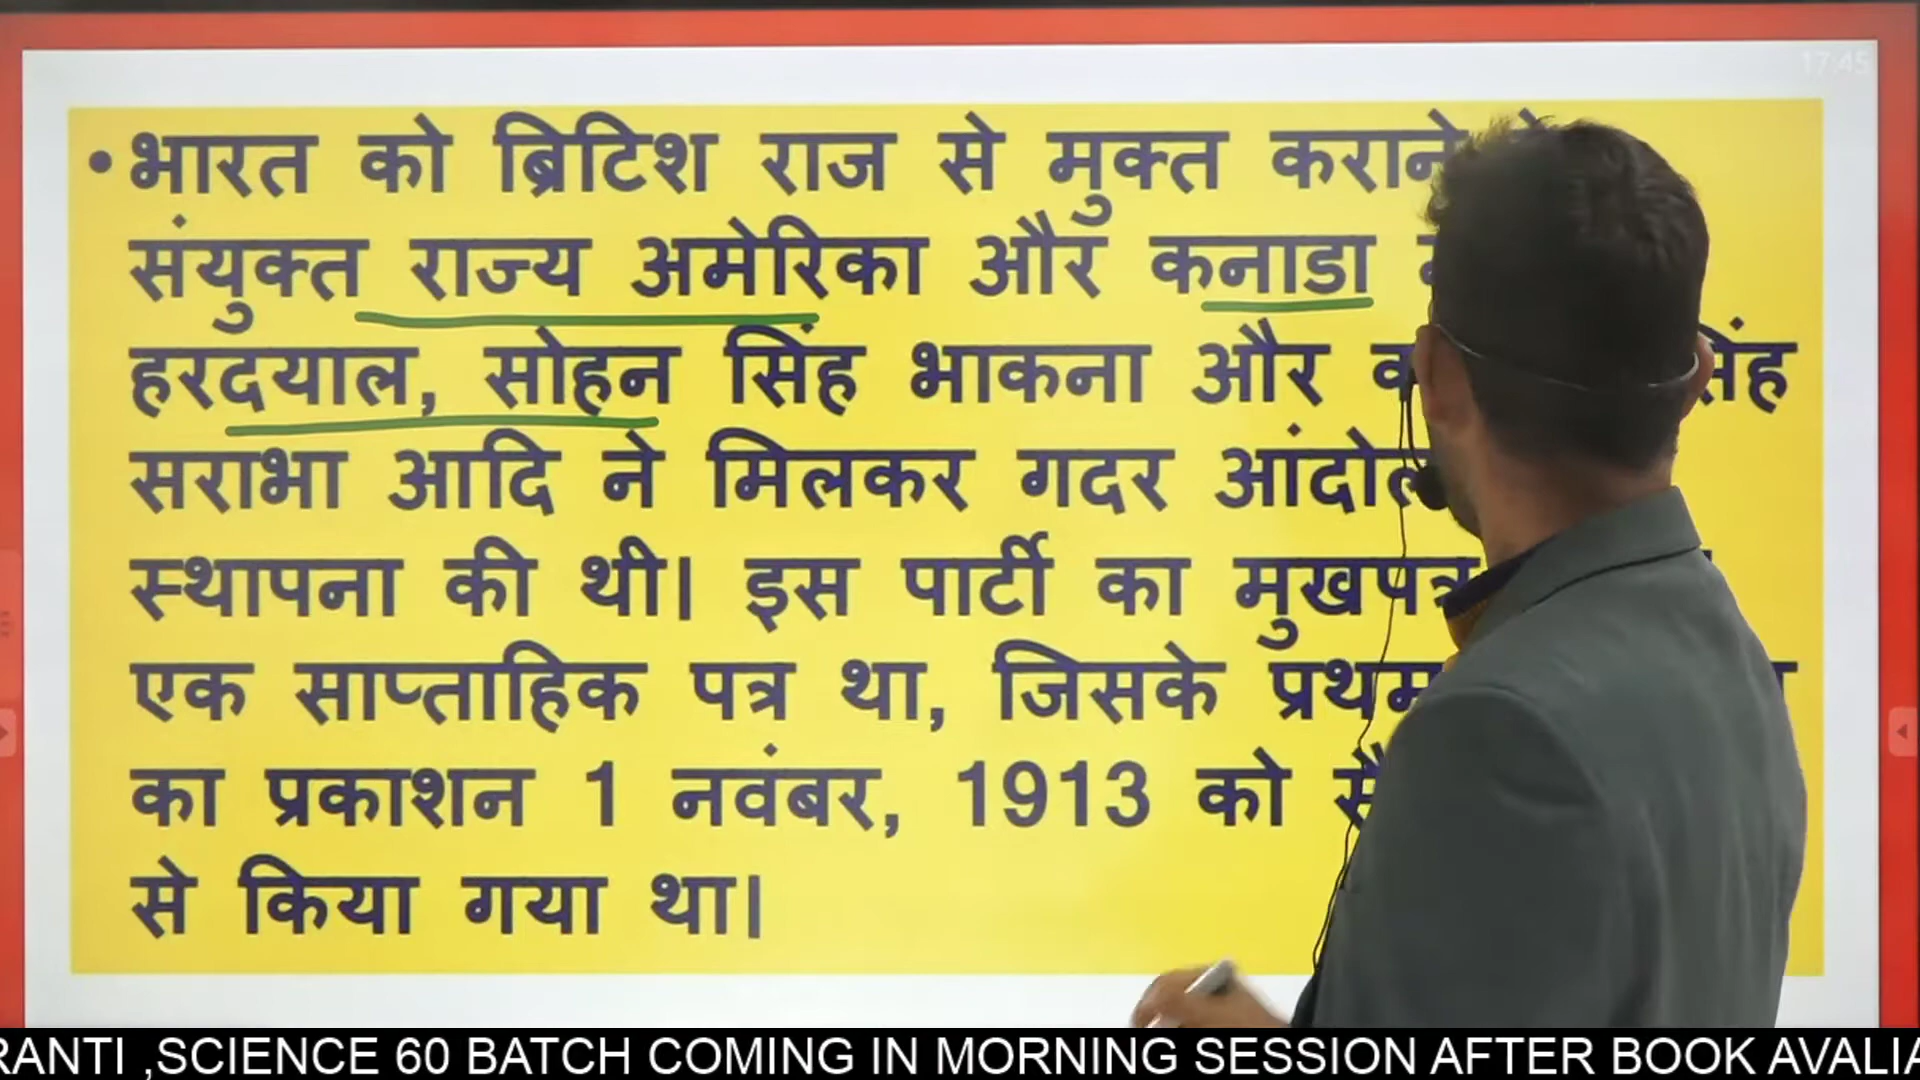 17:45
•भारत को ब्रिटिश राज से मुक्त कराने
संयुक्त राज्य अमेरिका और कनाडा
हरदयाल, सोहन सिंह भाकना और
सराभा आदि ने मिलकर गदर
स्थापना की थी। इस पार्टी का मुखपत्र
एक साप्ताहिक पत्र था, जिसके प्रथम
का प्रकाशन 1 नवंबर, 1913 को
से किया गया था।
RANTI ,SCIENCE 60 BATCH COMING IN MORNING SESSION AFTER BOOK AVALIA